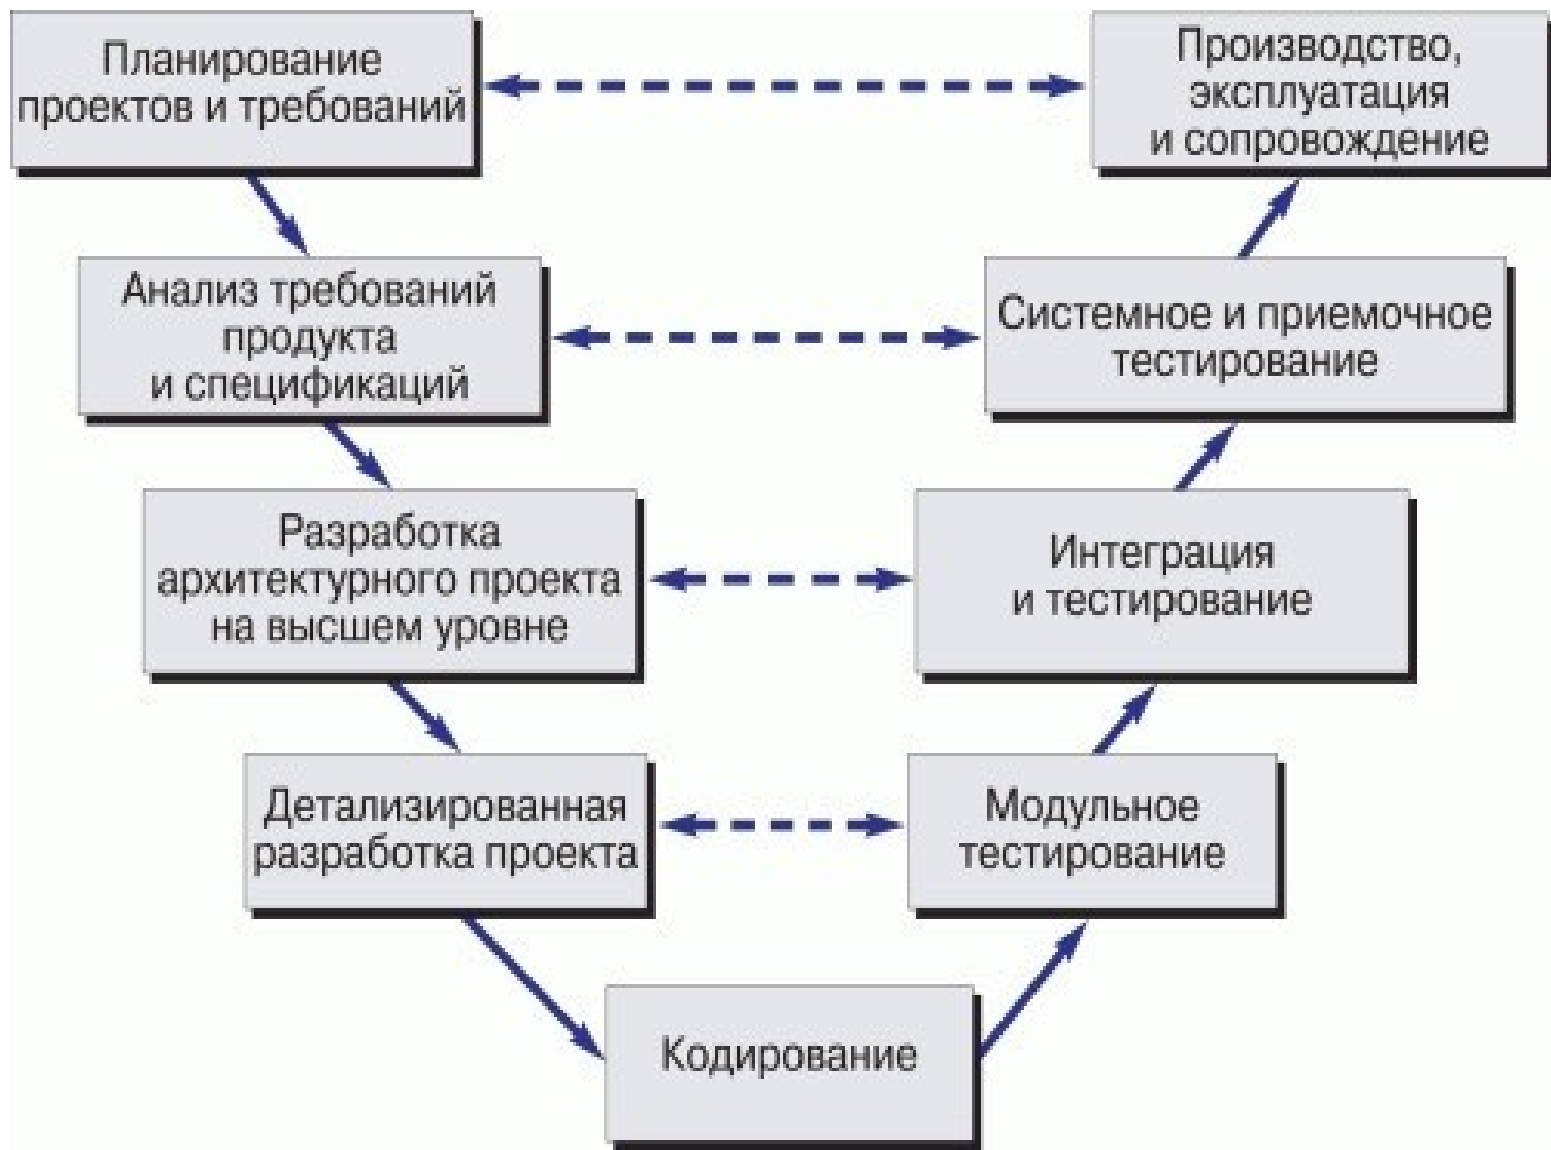 Планирование
проектов и требований
Производство,
эксплуатация
и сопровождение
Анализ требований
продукта
и спецификаций
Системное и приемочное
тестирование
Разработка
архитектурного проекта
на высшем уровне
Интеграция
и тестирование
Детализированная
разработка проекта
Модульное
тестирование
Кодирование